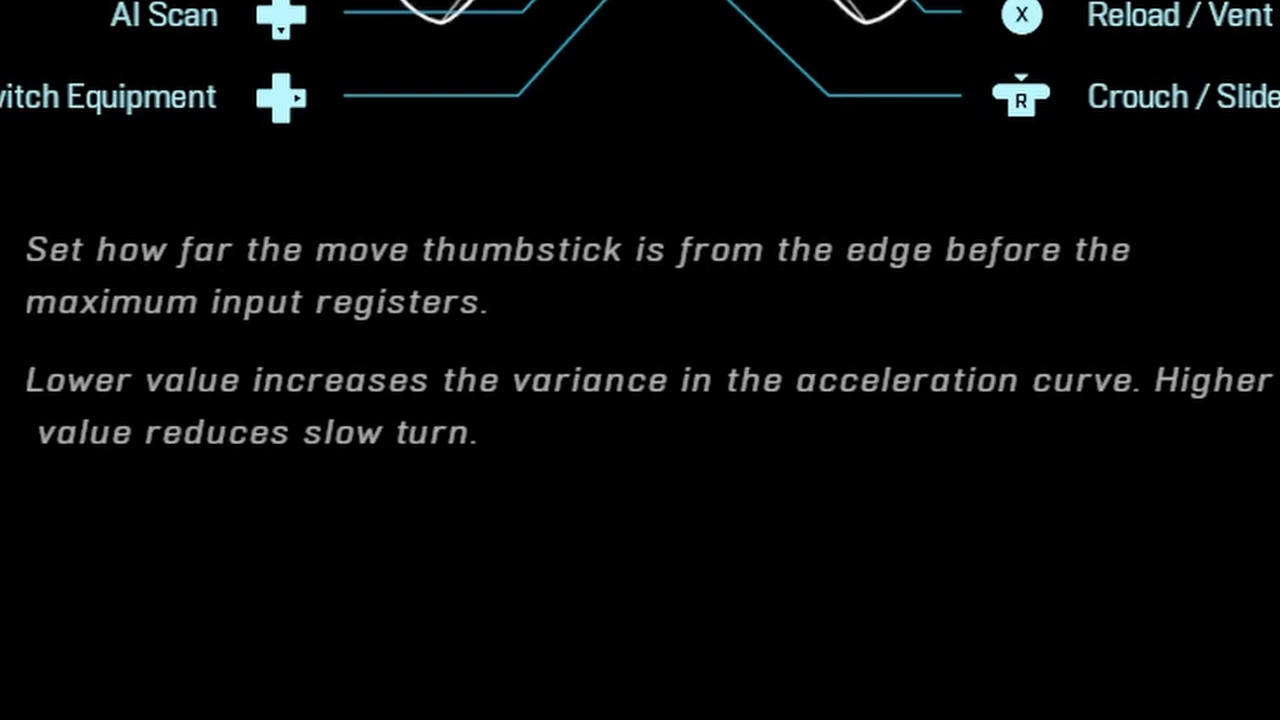 AI Scan
X
Reload / Vent
witch Equipment
R
Crouch / Slide
Set how far the move thumbstick is from the edge before the
maximum input registers.
Lower value increases the variance in the acceleration curve. Higher
value reduces slow turn.